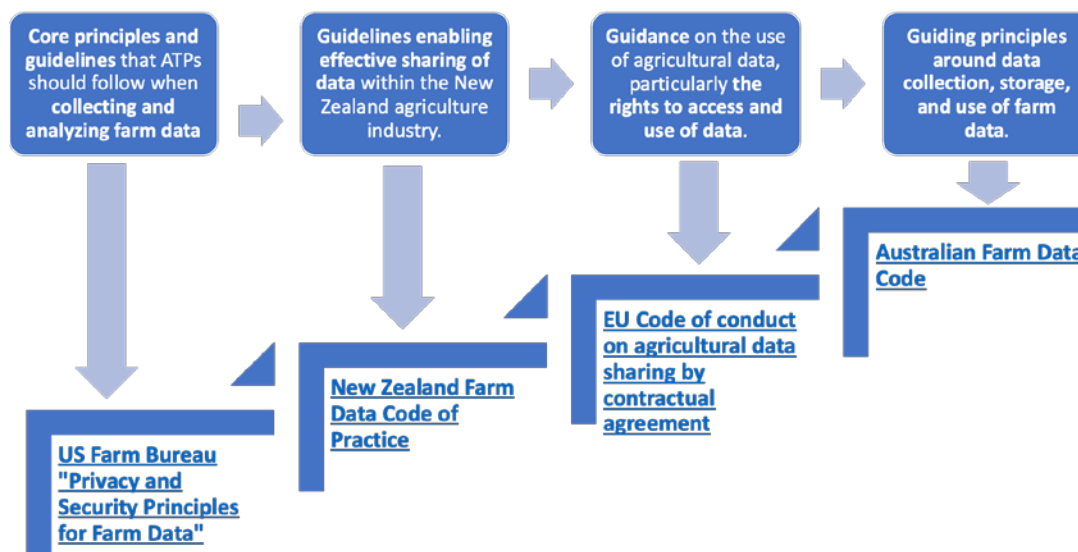 Core principles and
guidelines that ATPs
should follow when
collecting and
analyzing farm data
Guidelines enabling
effective sharing of
data within the New
Zealand agriculture
industry.
Guidance on the use
of agricultural data,
particularly the
rights to access and
use of data.
Guiding principles
around data
collection, storage,
and use of farm
data.
US Farm Bureau
"Privacy and
Security Principles
for Farm Data"
New Zealand Farm
Data Code of
Practice
EU Code of conduct
on agricultural data
sharing by
contractual
agreement
Australian Farm Data
Code